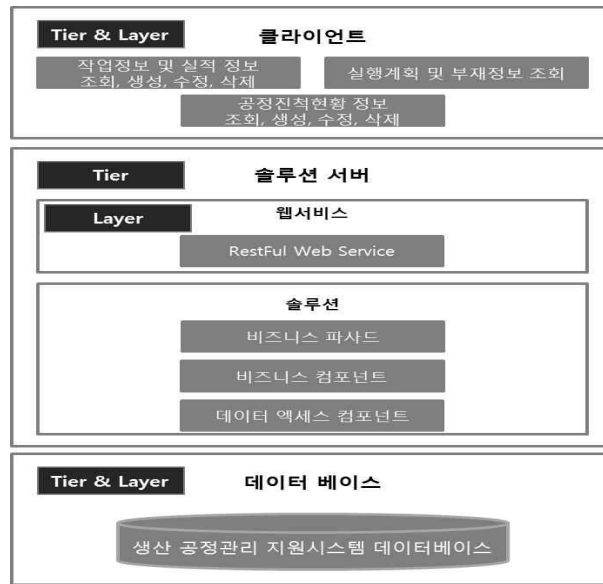 Tier & Layer
클라이언트
작업정보 및 실적 정보
조회, 생성, 수정, 삭제
실행계획 및 부재정보 조회
공정진척현황 정보
조회, 생성, 수정, 삭제
Tier
솔루션 서버
Layer
웹서비스
RestFul Web Service
솔루션
비즈니스 파사드
비즈니스 컴포넌트
데이터 엑세스 컴포넌트
Tier & Layer
데이터 베이스
생산 공정관리 지원시스템 데이터베이스